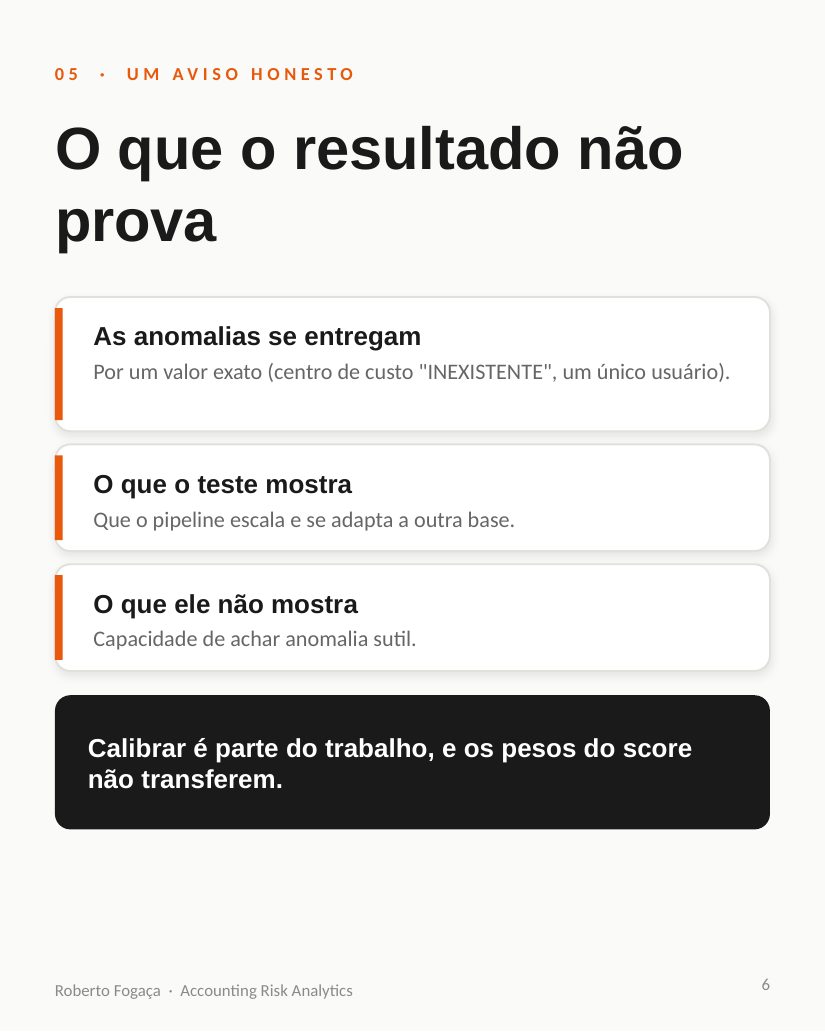 05 · UM AVISO HONESTO
O que o resultado não
prova
As anomalias se entregam
Por um valor exato (centro de custo "INEXISTENTE", um único usuário).
O que o teste mostra
Que o pipeline escala e se adapta a outra base.
O que ele não mostra
Capacidade de achar anomalia sutil.
Calibrar é parte do trabalho, e os pesos do score
não transferem.
Roberto Fogaça · Accounting Risk Analytics
6